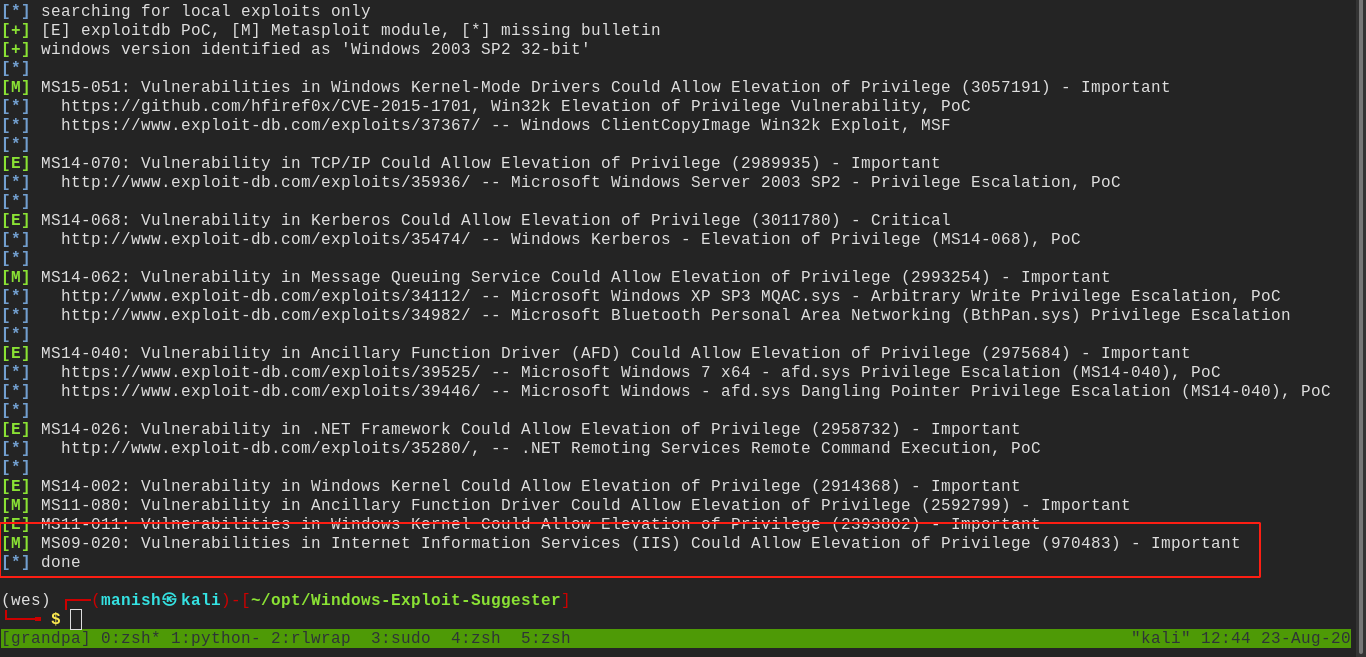 [*] searching for local exploits only
[+] [E] exploitdb PoC, [M] Metasploit module, [*] missing bulletin
[+] windows version identified as 'Windows 2003 SP2 32-bit'
[*]
[M] MS15-051: Vulnerabilities in Windows Kernel-Mode Drivers Could Allow Elevation of Privilege (3057191) - Important
[*]   https://github.com/hfiref0x/CVE-2015-1701, Win32k Elevation of Privilege Vulnerability, PoC
[*]   https://www.exploit-db.com/exploits/37367/ -- Windows ClientCopyImage Win32k Exploit, MSF
[*]
[E] MS14-070: Vulnerability in TCP/IP Could Allow Elevation of Privilege (2989935) - Important
[*]   http://www.exploit-db.com/exploits/35936/ -- Microsoft Windows Server 2003 SP2 - Privilege Escalation, PoC
[*]
[E] MS14-068: Vulnerability in Kerberos Could Allow Elevation of Privilege (3011780) - Critical
[*]   http://www.exploit-db.com/exploits/35474/ -- Windows Kerberos - Elevation of Privilege (MS14-068), PoC
[*]
[M] MS14-062: Vulnerability in Message Queuing Service Could Allow Elevation of Privilege (2993254) - Important
[*]   http://www.exploit-db.com/exploits/34112/ -- Microsoft Windows XP SP3 MQAC.sys - Arbitrary Write Privilege Escalation, PoC
[*]   http://www.exploit-db.com/exploits/34982/ -- Microsoft Bluetooth Personal Area Networking (BthPan.sys) Privilege Escalation
[*]
[E] MS14-040: Vulnerability in Ancillary Function Driver (AFD) Could Allow Elevation of Privilege (2975684) - Important
[*]   https://www.exploit-db.com/exploits/39525/ -- Microsoft Windows 7 x64 - afd.sys Privilege Escalation (MS14-040), PoC
[*]   https://www.exploit-db.com/exploits/39446/ -- Microsoft Windows - afd.sys Dangling Pointer Privilege Escalation (MS14-040), PoC
[*]
[E] MS14-026: Vulnerability in .NET Framework Could Allow Elevation of Privilege (2958732) - Important
[*]   http://www.exploit-db.com/exploits/35280/, -- .NET Remoting Services Remote Command Execution, PoC
[*]
[E] MS14-002: Vulnerability in Windows Kernel Could Allow Elevation of Privilege (2914368) - Important
[M] MS11-080: Vulnerability in Ancillary Function Driver Could Allow Elevation of Privilege (2592799) - Important
[E] MS11-011: Vulnerabilities in Windows Kernel Could Allow Elevation of Privilege (2393802) - Important
[M] MS09-020: Vulnerabilities in Internet Information Services (IIS) Could Allow Elevation of Privilege (970483) - Important
[*] done
(wes) ┌──(manish㉿kali)-[~/opt/Windows-Exploit-Suggester]
└──╼ $
[grandpa] 0:zsh* 1:python- 2:rlwrap  3:sudo  4:zsh  5:zsh "kali" 12:44 23-Aug-20